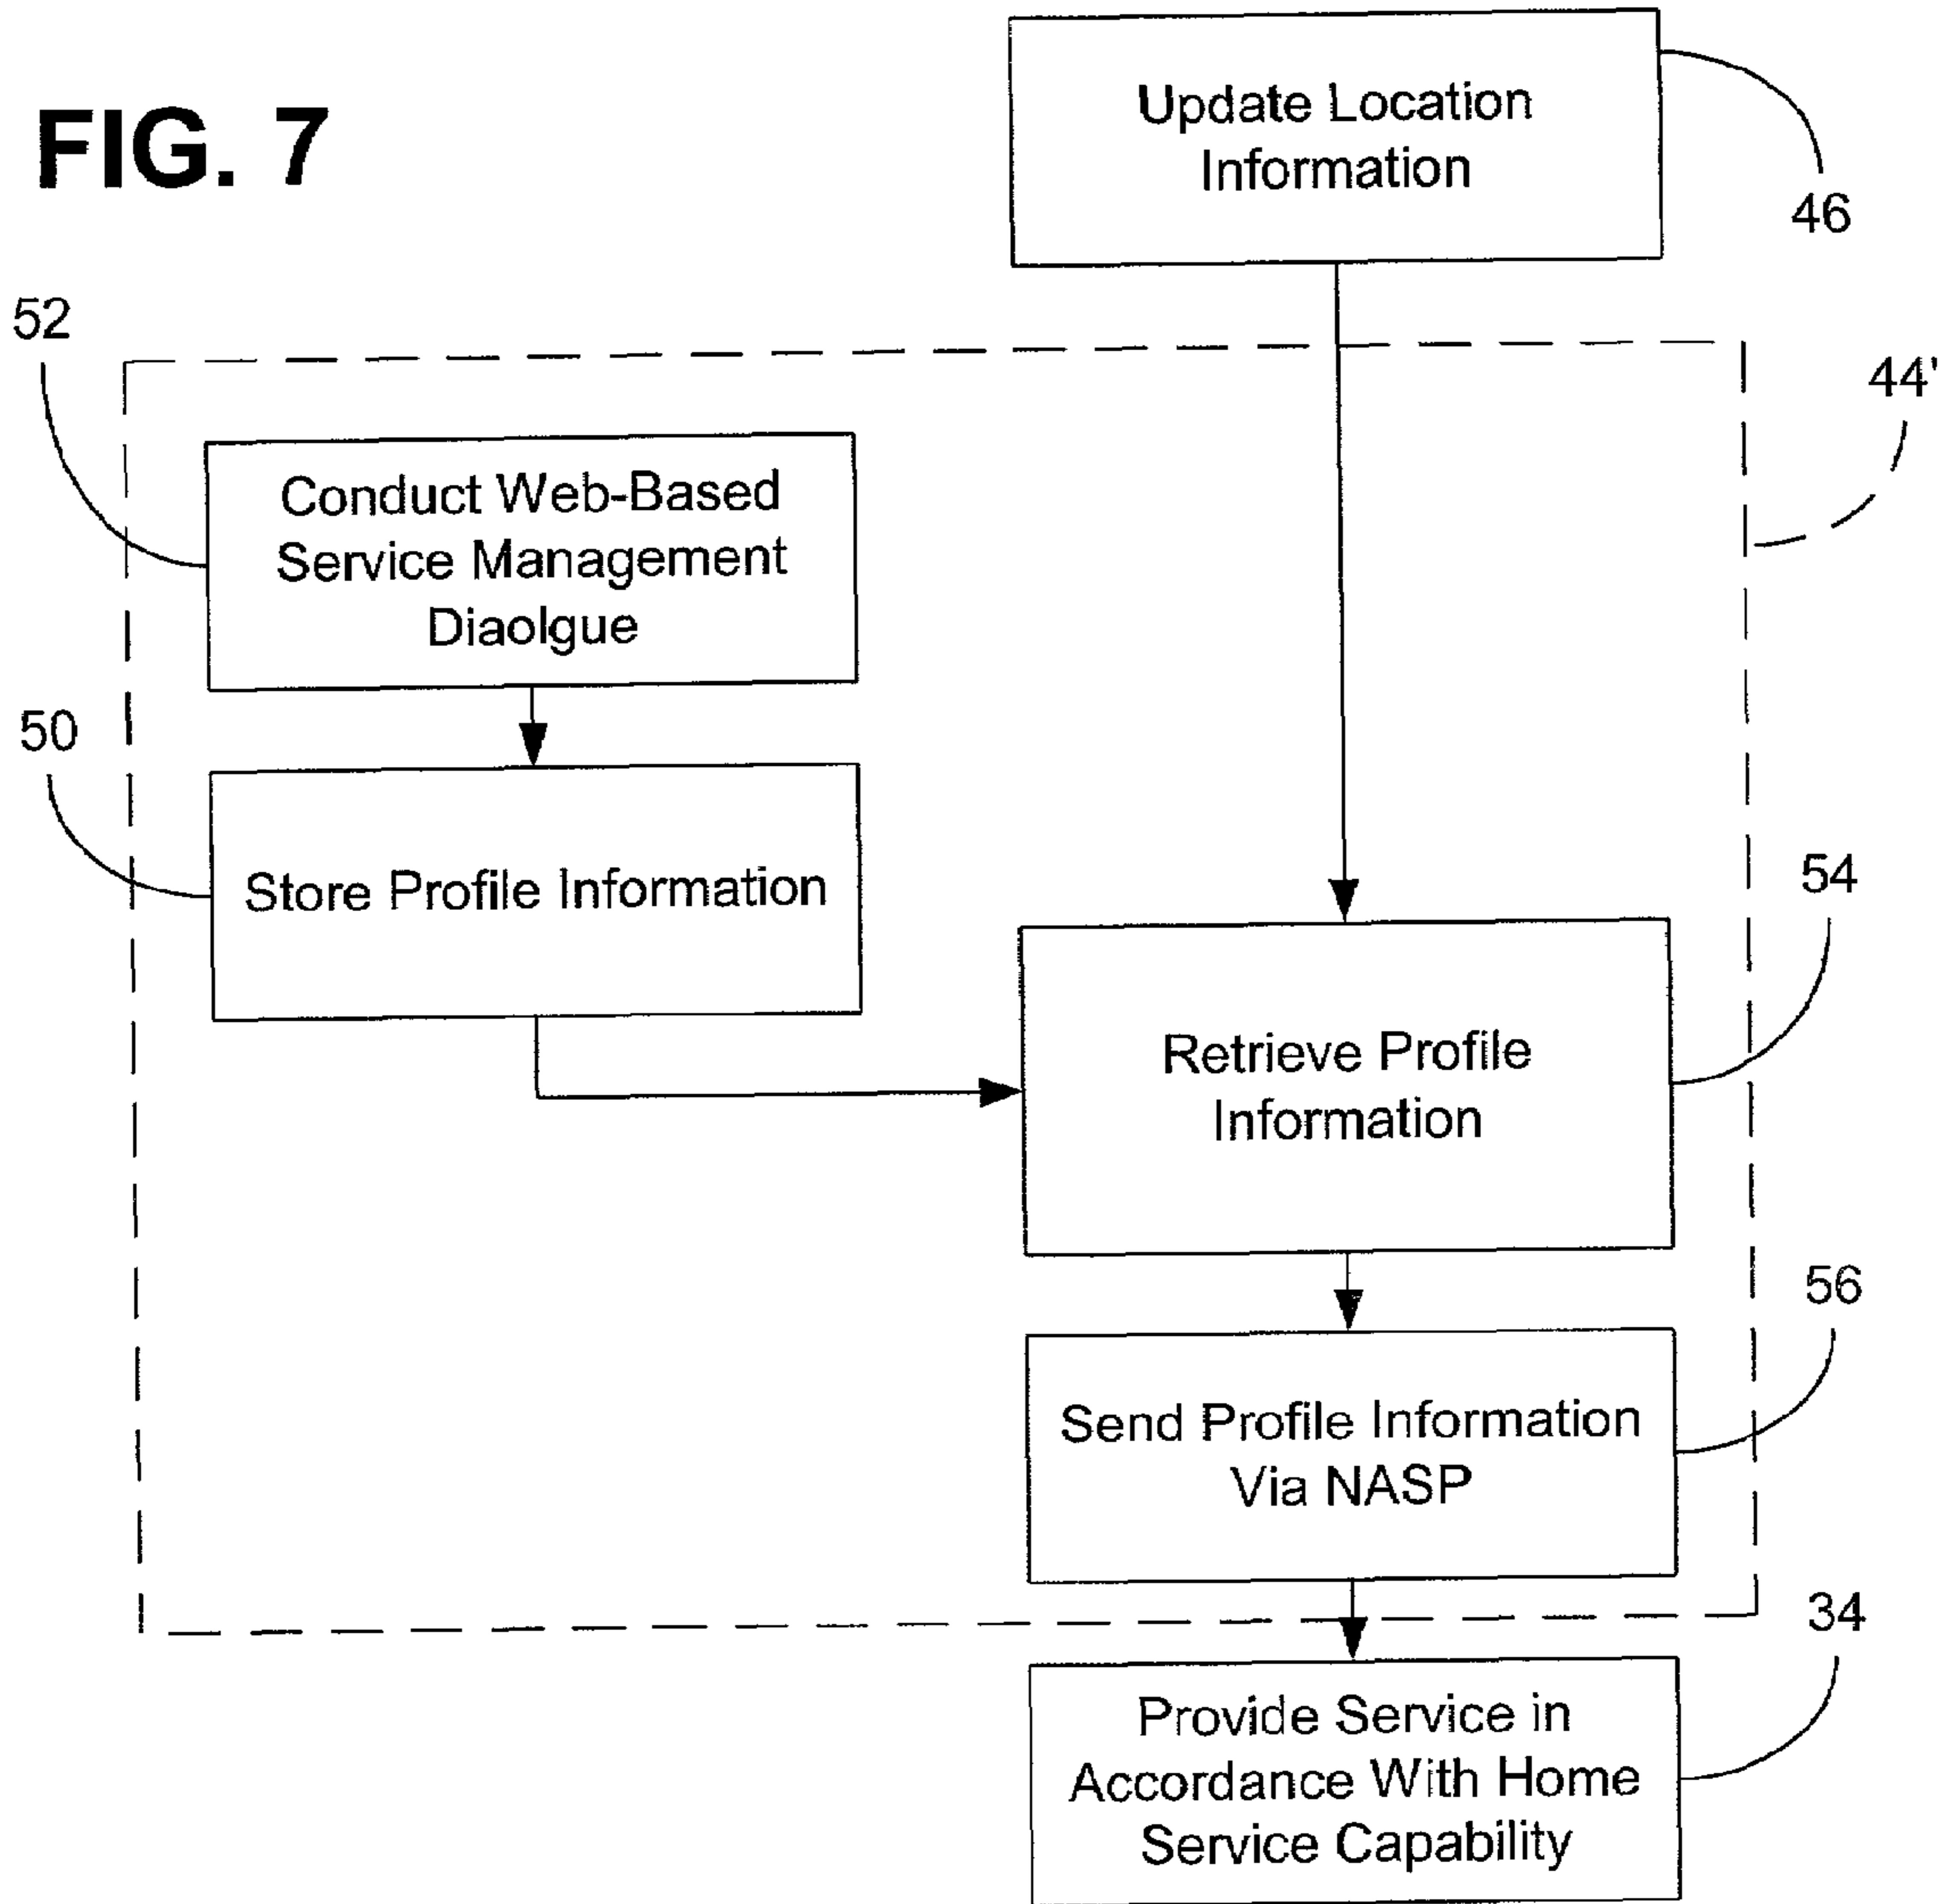 FIG. 7
Update Location
Information
46
52
44'
Conduct Web-Based
Service Management
Diaolgue
50
Store Profile Information
54
Retrieve Profile
Information
56
Send Profile Information
Via NASP
34
Provide Service in
Accordance With Home
Service Capability